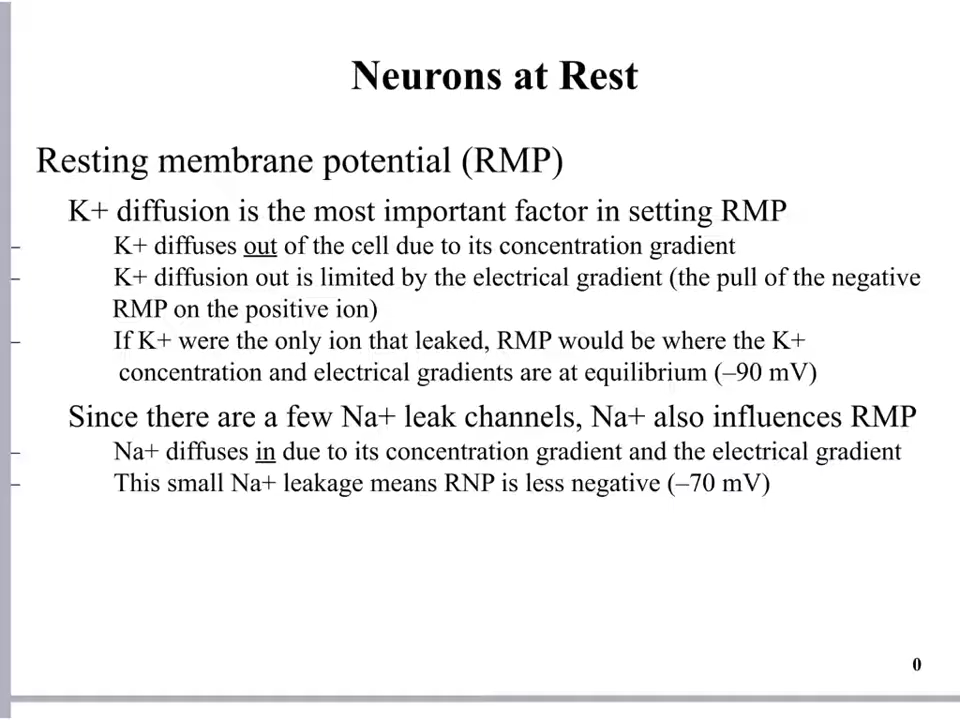 Neurons at Rest
Resting membrane potential (RMP)
K+ diffusion is the most important factor in setting RMP
K+ diffuses out of the cell due to its concentration gradient
K+ diffusion out is limited by the electrical gradient (the pull of the negative
RMP on the positive ion)
If K+ were the only ion that leaked, RMP would be where the K+
concentration and electrical gradients are at equilibrium (–90 mV)
Since there are a few Na+ leak channels, Na+ also influences RMP
Na+ diffuses in due to its concentration gradient and the electrical gradient
This small Na+ leakage means RNP is less negative (–70 mV)
0